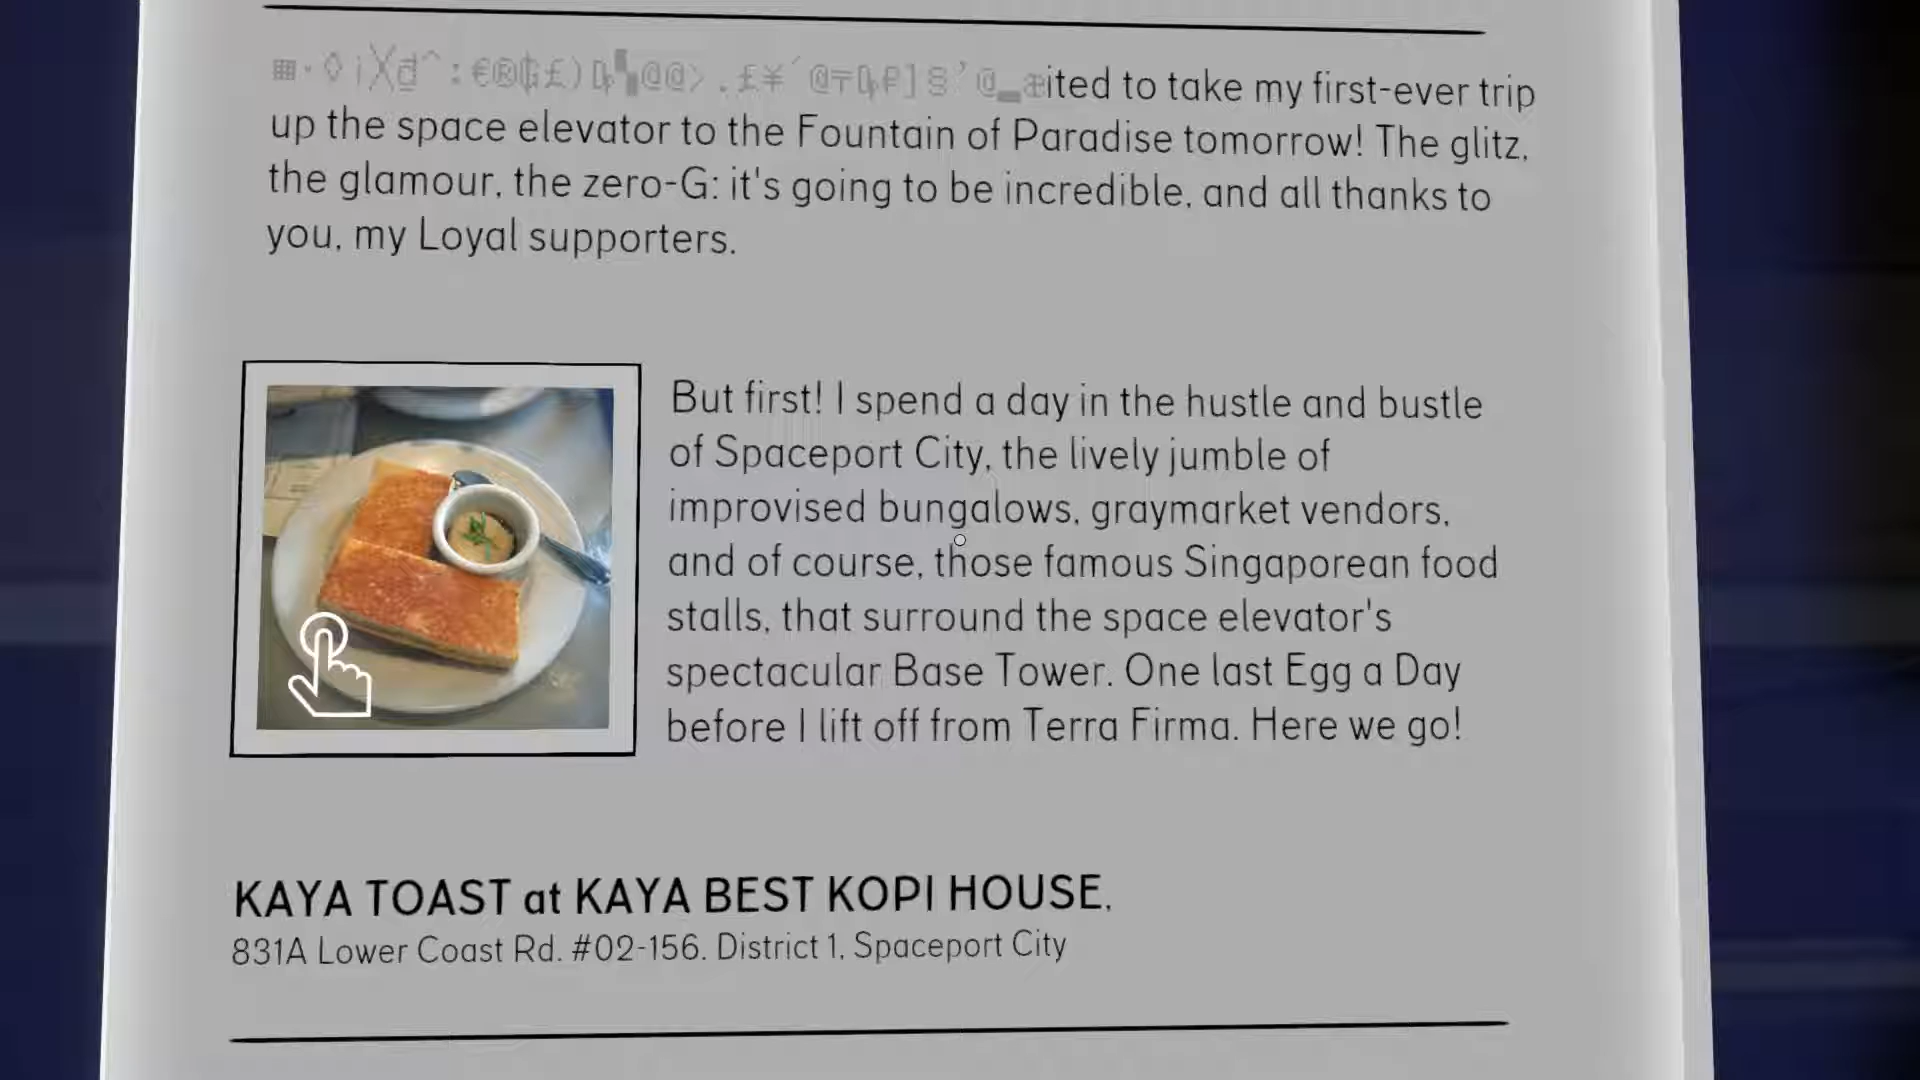 ited to take my first-ever trip
up the space elevator to the Fountain of Paradise tomorrow! The glitz,
the glamour, the zero-G: it's going to be incredible, and all thanks to
you, my Loyal supporters.
But first! I spend a day in the hustle and bustle
of Spaceport City, the lively jumble of
improvised bungalows, graymarket vendors,
and of course, those famous Singaporean food
stalls, that surround the space elevator's
spectacular Base Tower. One last Egg a Day
before I lift off from Terra Firma. Here we go!
KAYA TOAST at KAYA BEST KOPI HOUSE,
831A Lower Coast Rd. #02-156, District 1, Spaceport City